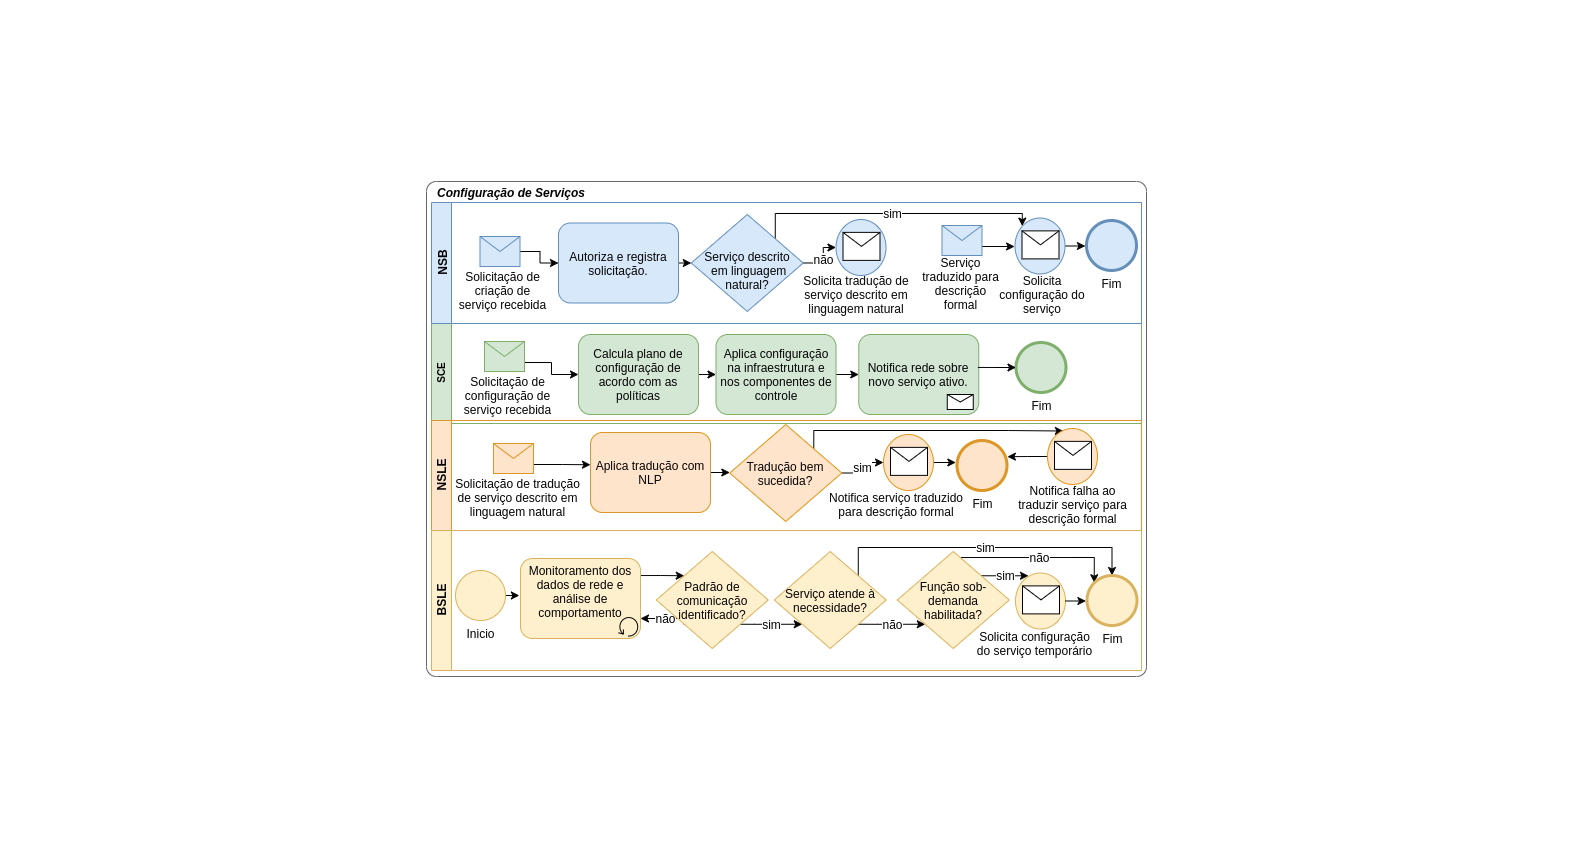 Configuração de Serviços
NSB
Solicitação de
criação de
serviço recebida
Autoriza e registra
solicitação.
Serviço descrito
em linguagem
natural?
sim
não
Solicita tradução de
serviço descrito em
linguagem natural
Serviço
traduzido para
descrição
formal
Solicita
configuração do
serviço
Fim
SCE
Solicitação de
configuração de
serviço recebida
Calcula plano de
configuração de
acordo com as
políticas
Aplica configuração
na infraestrutura e
nos componentes de
controle
Notifica rede sobre
novo serviço ativo.
Fim
NSLE
Solicitação de tradução
de serviço descrito em
linguagem natural
Aplica tradução com
NLP
Tradução bem
sucedida?
sim
Notifica serviço traduzido
para descrição formal
Fim
Notifica falha ao
traduzir serviço para
descrição formal
BSLE
Inicio
Monitoramento dos
dados de rede e
análise de
comportamento
não
Padrão de
comunicação
identificado?
sim
Serviço atende à
necessidade?
sim
não
Função sob-
demanda
habilitada?
não
sim
Solicita configuração
do serviço temporário
Fim